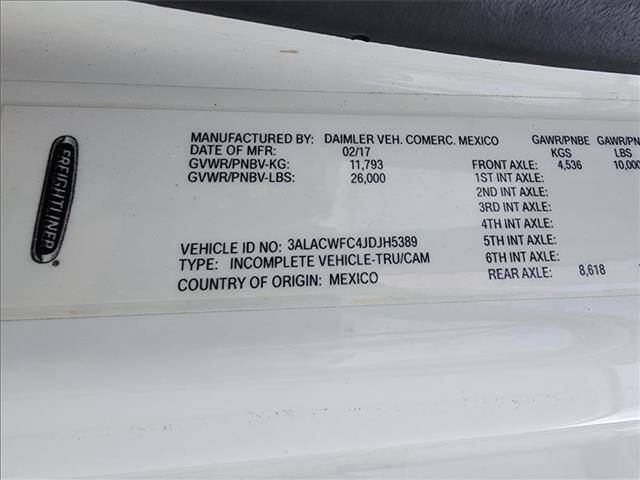 FREIGHTLINER®
MANUFACTURED BY: DAIMLER VEH. COMERC. MEXICO GAWR/PNBE GAWR/PN
DATE OF MFR: 02/17 KGS LBS
GVWR/PNBV-KG: 11,793 FRONT AXLE: 4,536 10,000
GVWR/PNBV-LBS: 26,000 1ST INT AXLE:
2ND INT AXLE:
3RD INT AXLE:
4TH INT AXLE:
VEHICLE ID NO: 3ALACWFC4JDJH5389 5TH INT AXLE:
TYPE: INCOMPLETE VEHICLE-TRU/CAM 6TH INT AXLE:
COUNTRY OF ORIGIN: MEXICO REAR AXLE: 8,618